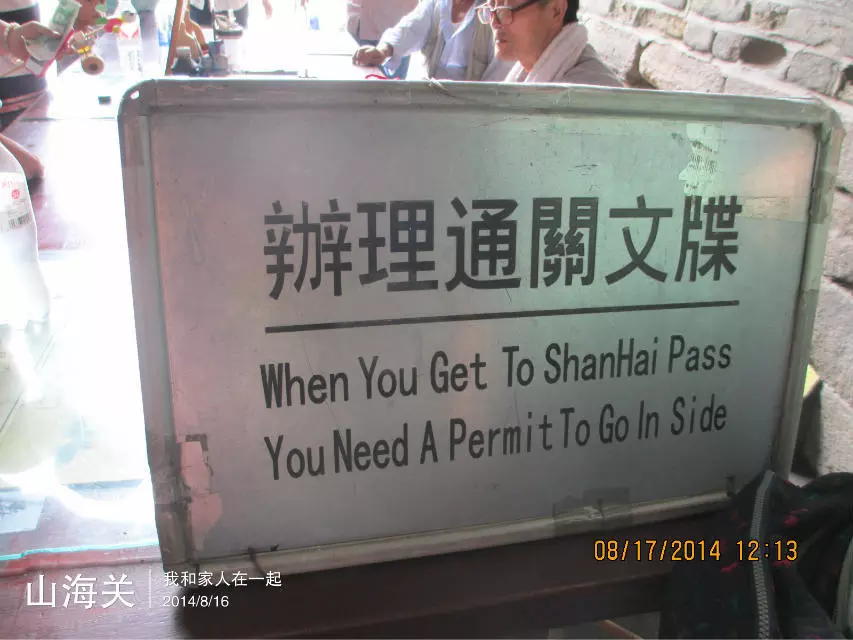 辦理通關文牒
When You Get To ShanHai Pass
You Need A Permit To Go In Side
08/17/2014 12:13
山海关
我和家人在一起
2014/8/16